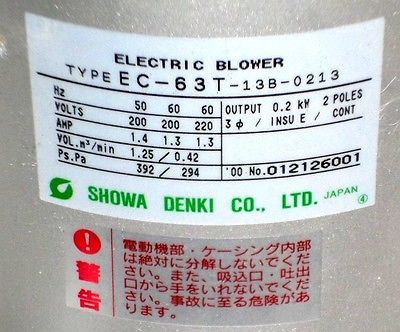 ELECTRIC BLOWER
TYPE EC-63T-13B-0213
Hz 50 60 60 OUTPUT 0.2 kW 2 POLES
VOLTS 200 200 220 3φ / INSU E / CONT
AMP 1.4 1.3 1.3
VOL.m³/min 1.25 / 0.42
Ps.Pa 392 / 294 '00 No.012126001
SHOWA DENKI CO., LTD. JAPAN ④
警告
電動機部・ケーシング内部
は絶対に分解しないでくだ
さい。また、吸込口・吐出
口から手をいれないでくだ
さい。事故に至る危険があ
ります。